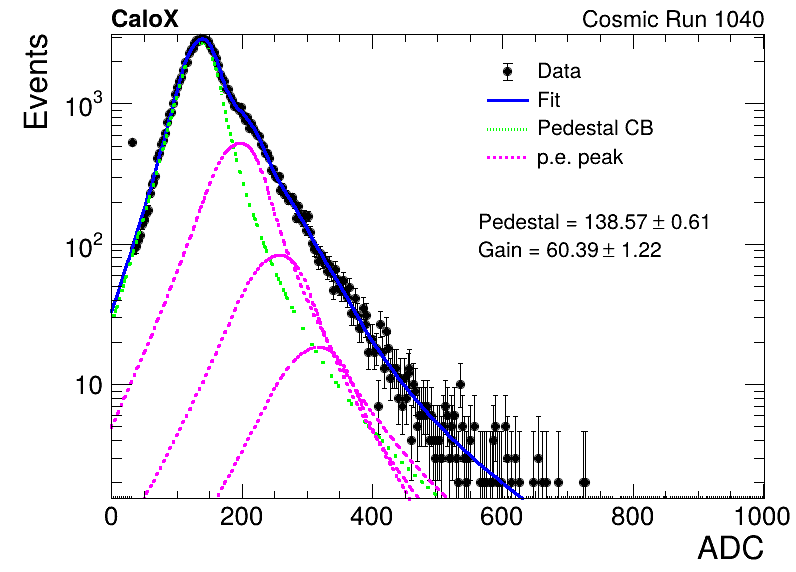 CaloX Cosmic Run 1040
Events
10³
10²
10
Data
Fit
Pedestal CB
p.e. peak
Pedestal = 138.57 ± 0.61
Gain = 60.39 ± 1.22
0 200 400 600 800 1000
ADC